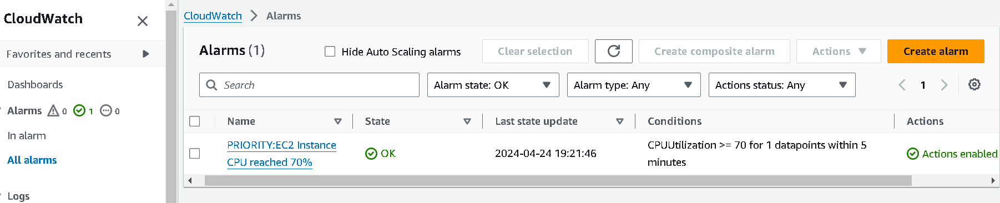 CloudWatch
Favorites and recents
Dashboards
Alarms 0 1 0
In alarm
All alarms
Logs
CloudWatch > Alarms
Alarms (1)
Hide Auto Scaling alarms
Clear selection
Create composite alarm
Actions
Create alarm
Search
Alarm state: OK
Alarm type: Any
Actions status: Any
1
Name State Last state update Conditions Actions
PRIORITY:EC2 Instance
CPU reached 70%
OK
2024-04-24 19:21:46
CPUUtilization >= 70 for 1 datapoints within 5
minutes
Actions enabled